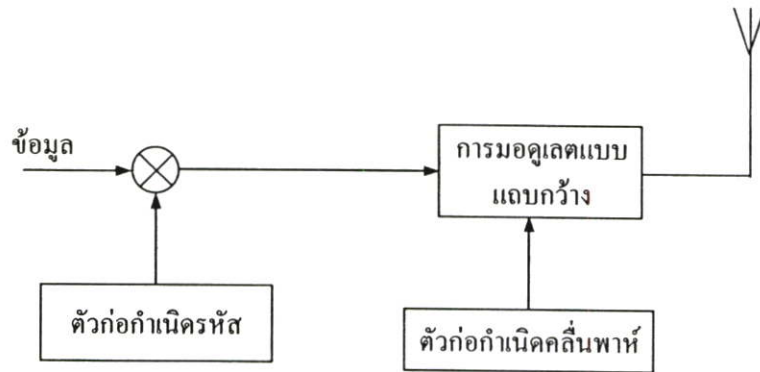 ข้อมูล
การมอดูเลตแบบ
แถบกว้าง
ตัวก่อกำเนิดรหัส
ตัวก่อกำเนิดคลื่นพาห์